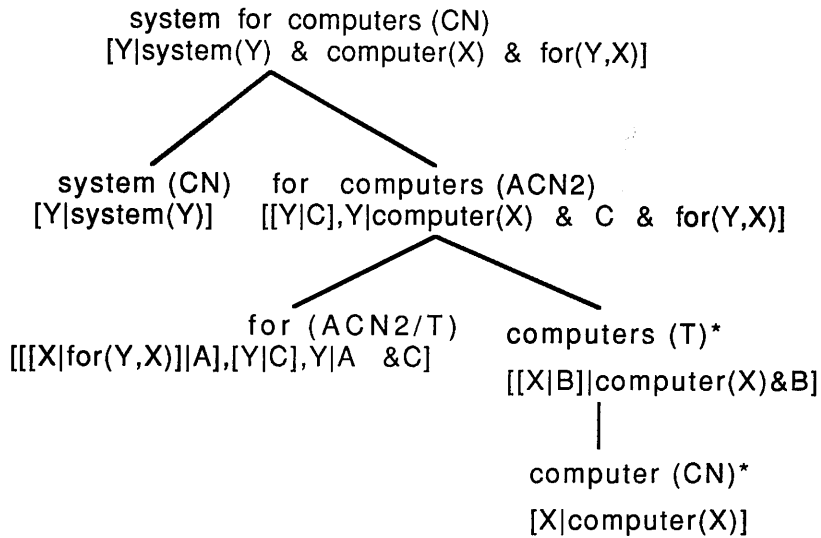 system for computers (CN)
[Y|system(Y) & computer(X) & for(Y,X)]
system (CN) for computers (ACN2)
[Y|system(Y)] [[Y|C],Y|computer(X) & C & for(Y,X)]
for (ACN2/T)
[[[X|for(Y,X)]|A],[Y|C],Y|A &C]
computers (T)*
[[X|B]|computer(X)&B]
computer (CN)*
[X|computer(X)]